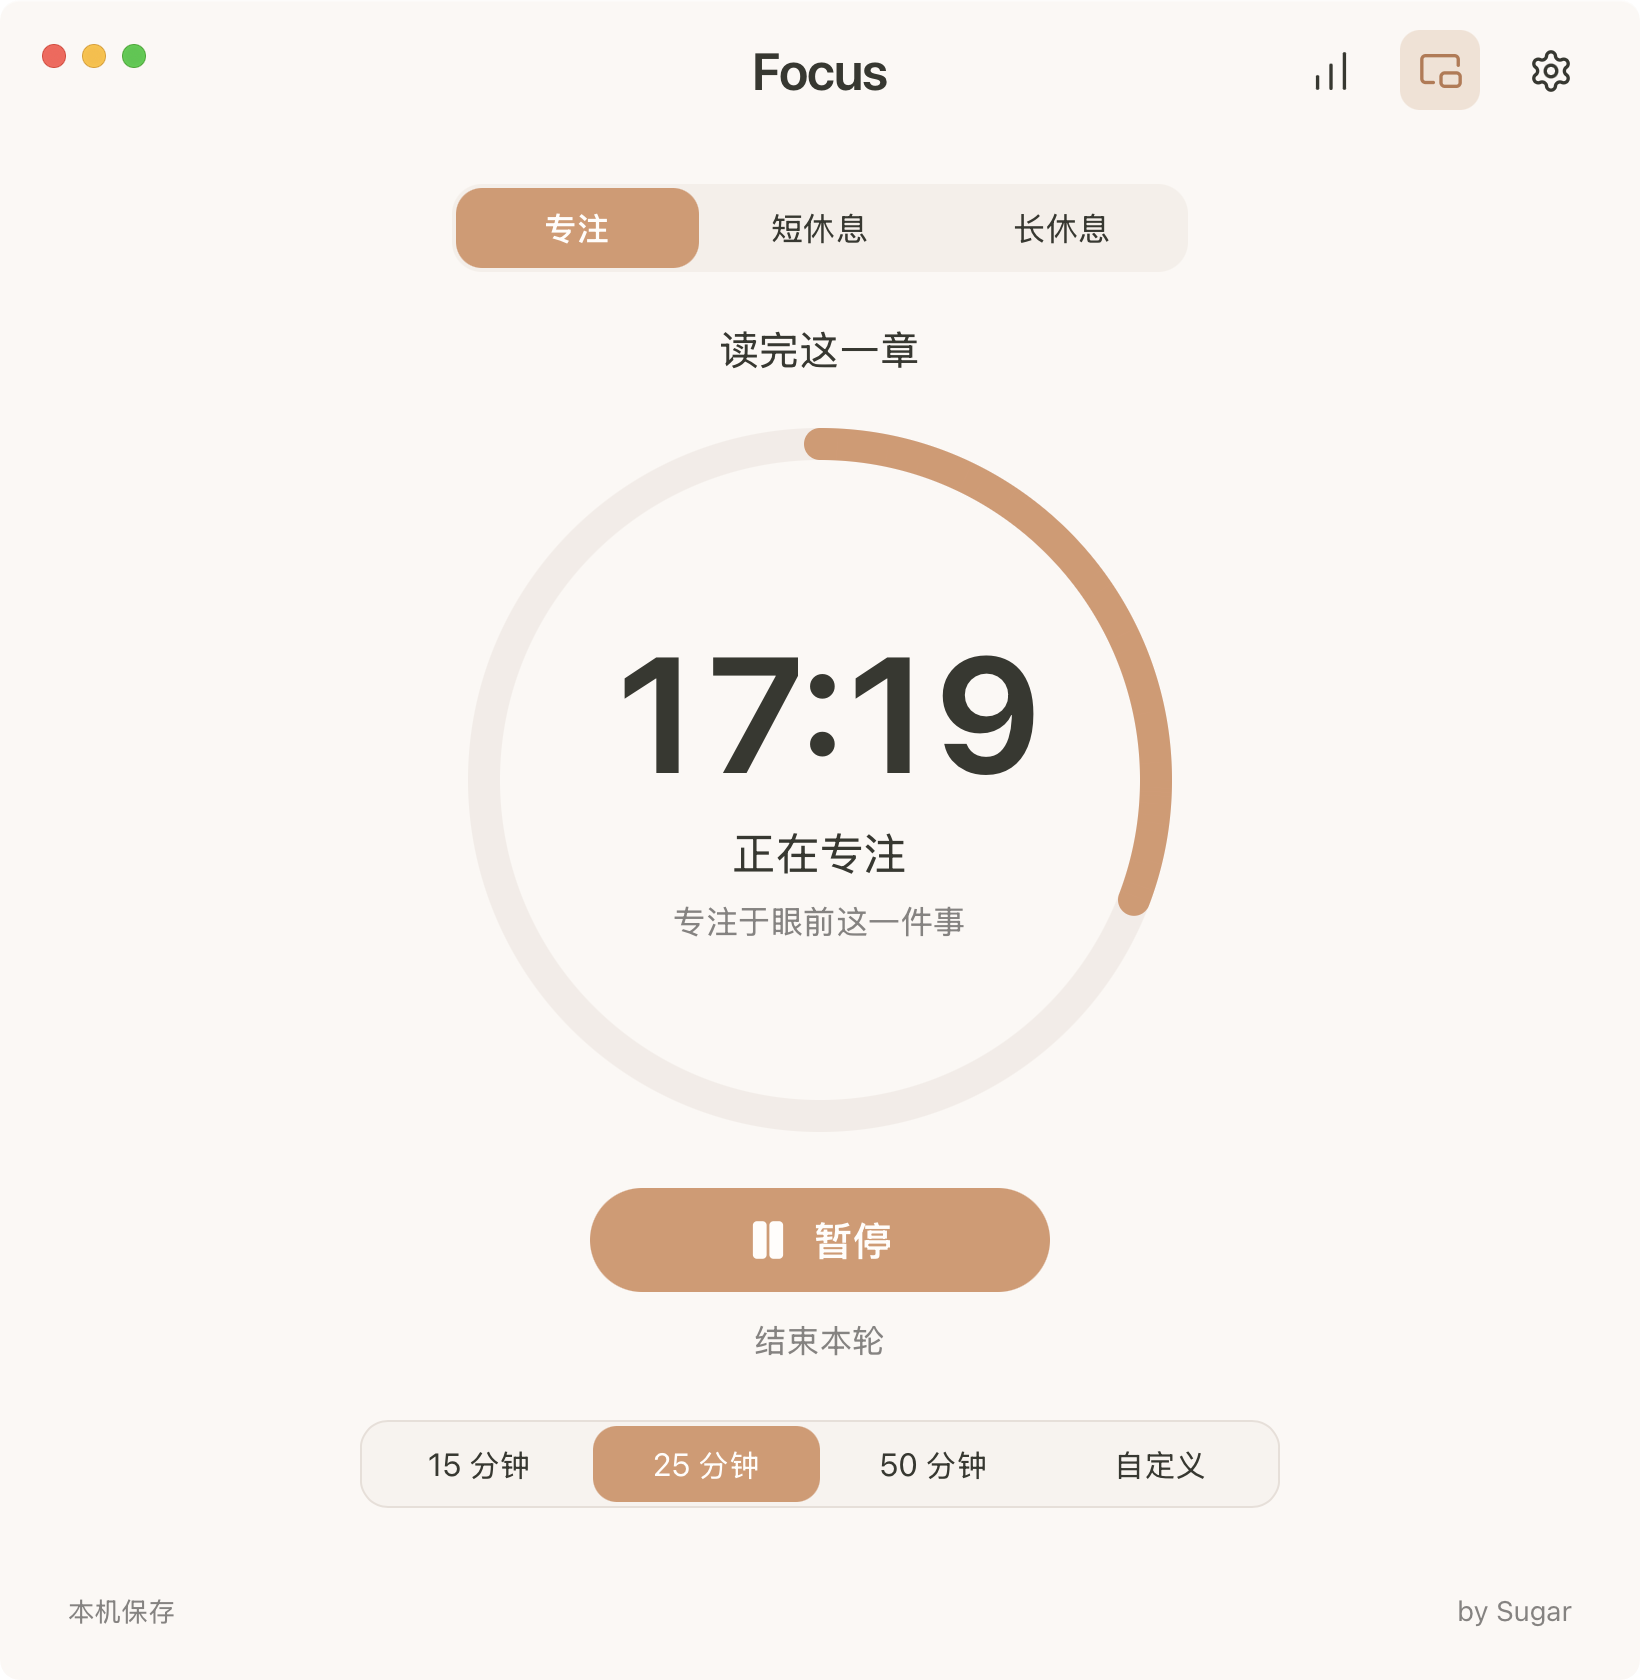 Focus
专注 短休息 长休息
读完这一章
17:19
正在专注
专注于眼前这一件事
暂停
结束本轮
15 分钟 25 分钟 50 分钟 自定义
本机保存 by Sugar